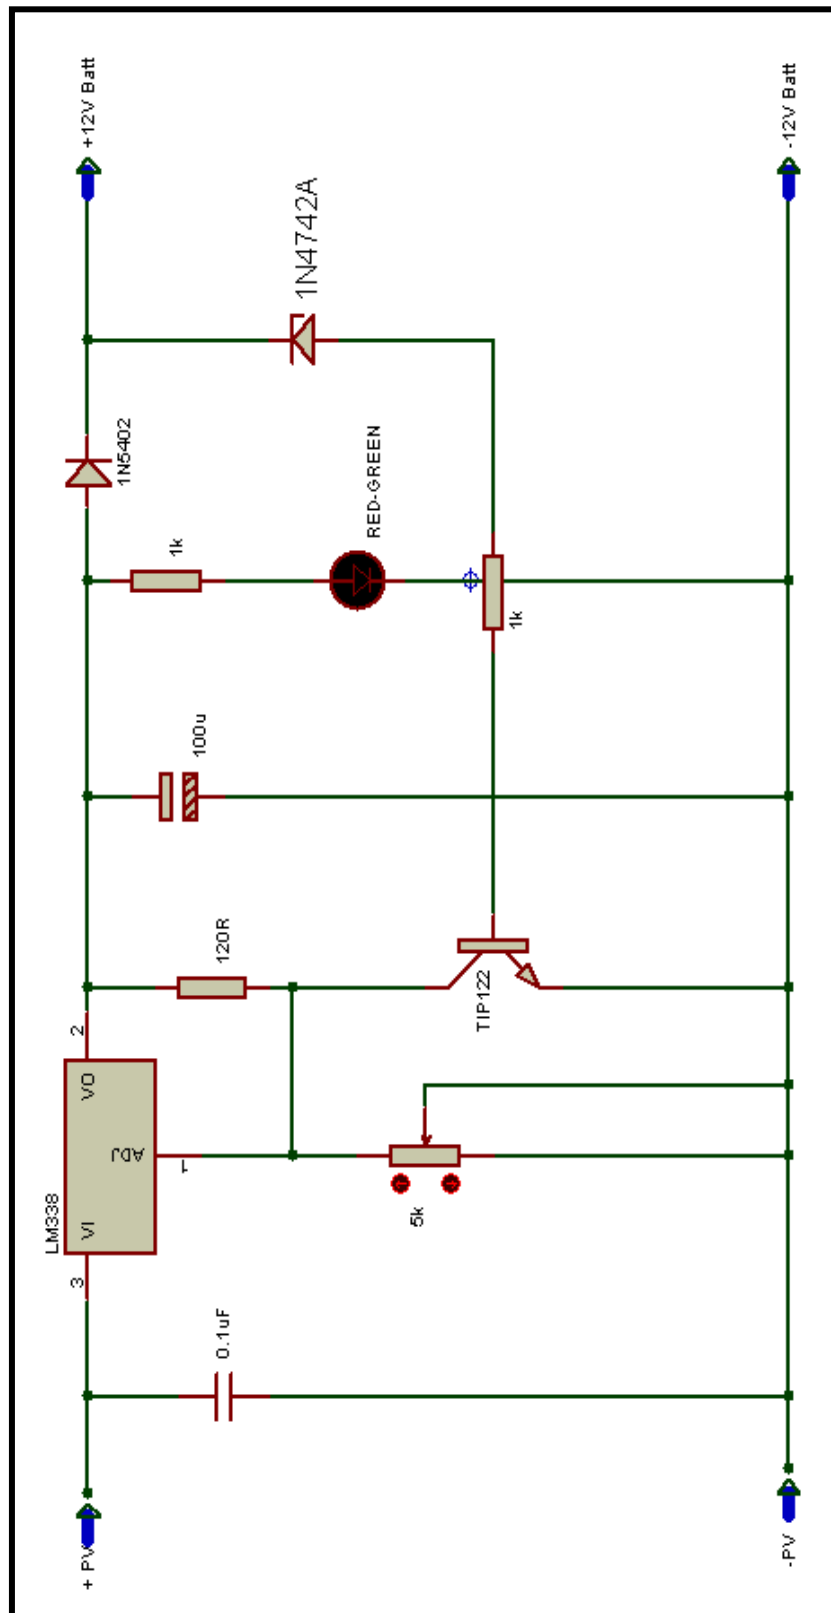 + PV
-PV
0.1uF
LM338
3
VI
ADJ
1
VO
2
5k
120R
TIP122
100u
1k
RED-GREEN
1k
1N5402
1N4742A
+12V Batt
-12V Batt